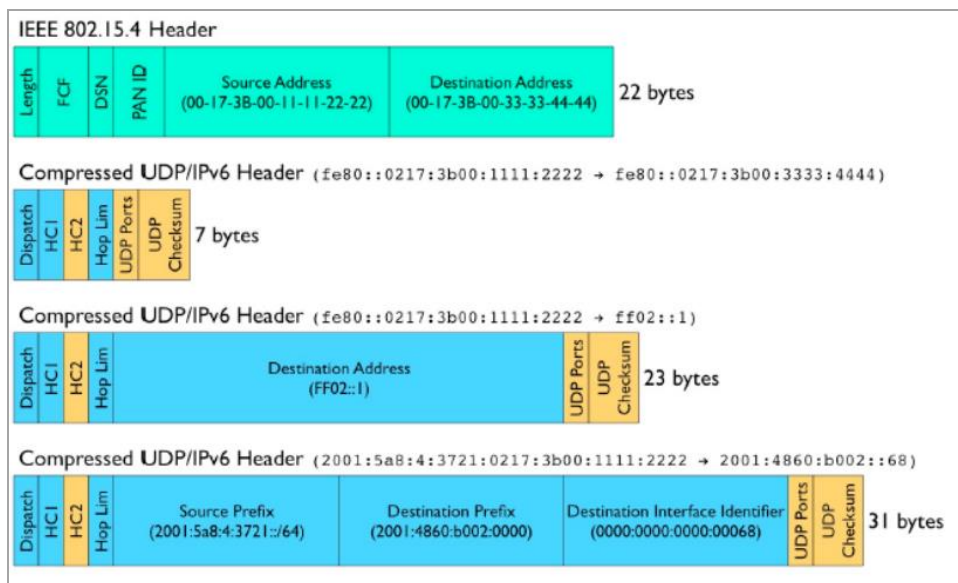 IEEE 802.15.4 Header
Length
FCF
DSN
PAN ID
Source Address
(00-17-3B-00-11-11-22-22)
Destination Address
(00-17-3B-00-33-33-44-44)
22 bytes
Compressed UDP/IPv6 Header (fe80::0217:3b00:1111:2222 → fe80::0217:3b00:3333:4444)
Dispatch
HC1
HC2
Hop Lim
UDP Ports
UDP
Checksum
7 bytes
Compressed UDP/IPv6 Header (fe80::0217:3b00:1111:2222 → ff02::1)
Dispatch
HC1
HC2
Hop Lim
Destination Address
(FF02::1)
UDP Ports
UDP
Checksum
23 bytes
Compressed UDP/IPv6 Header (2001:5a8:4:3721:0217:3b00:1111:2222 → 2001:4860:b002::68)
Dispatch
HC1
HC2
Hop Lim
Source Prefix
(2001:5a8:4:3721::/64)
Destination Prefix
(2001:4860:b002:0000)
Destination Interface Identifier
(0000:0000:0000:00068)
UDP Ports
UDP
Checksum
31 bytes